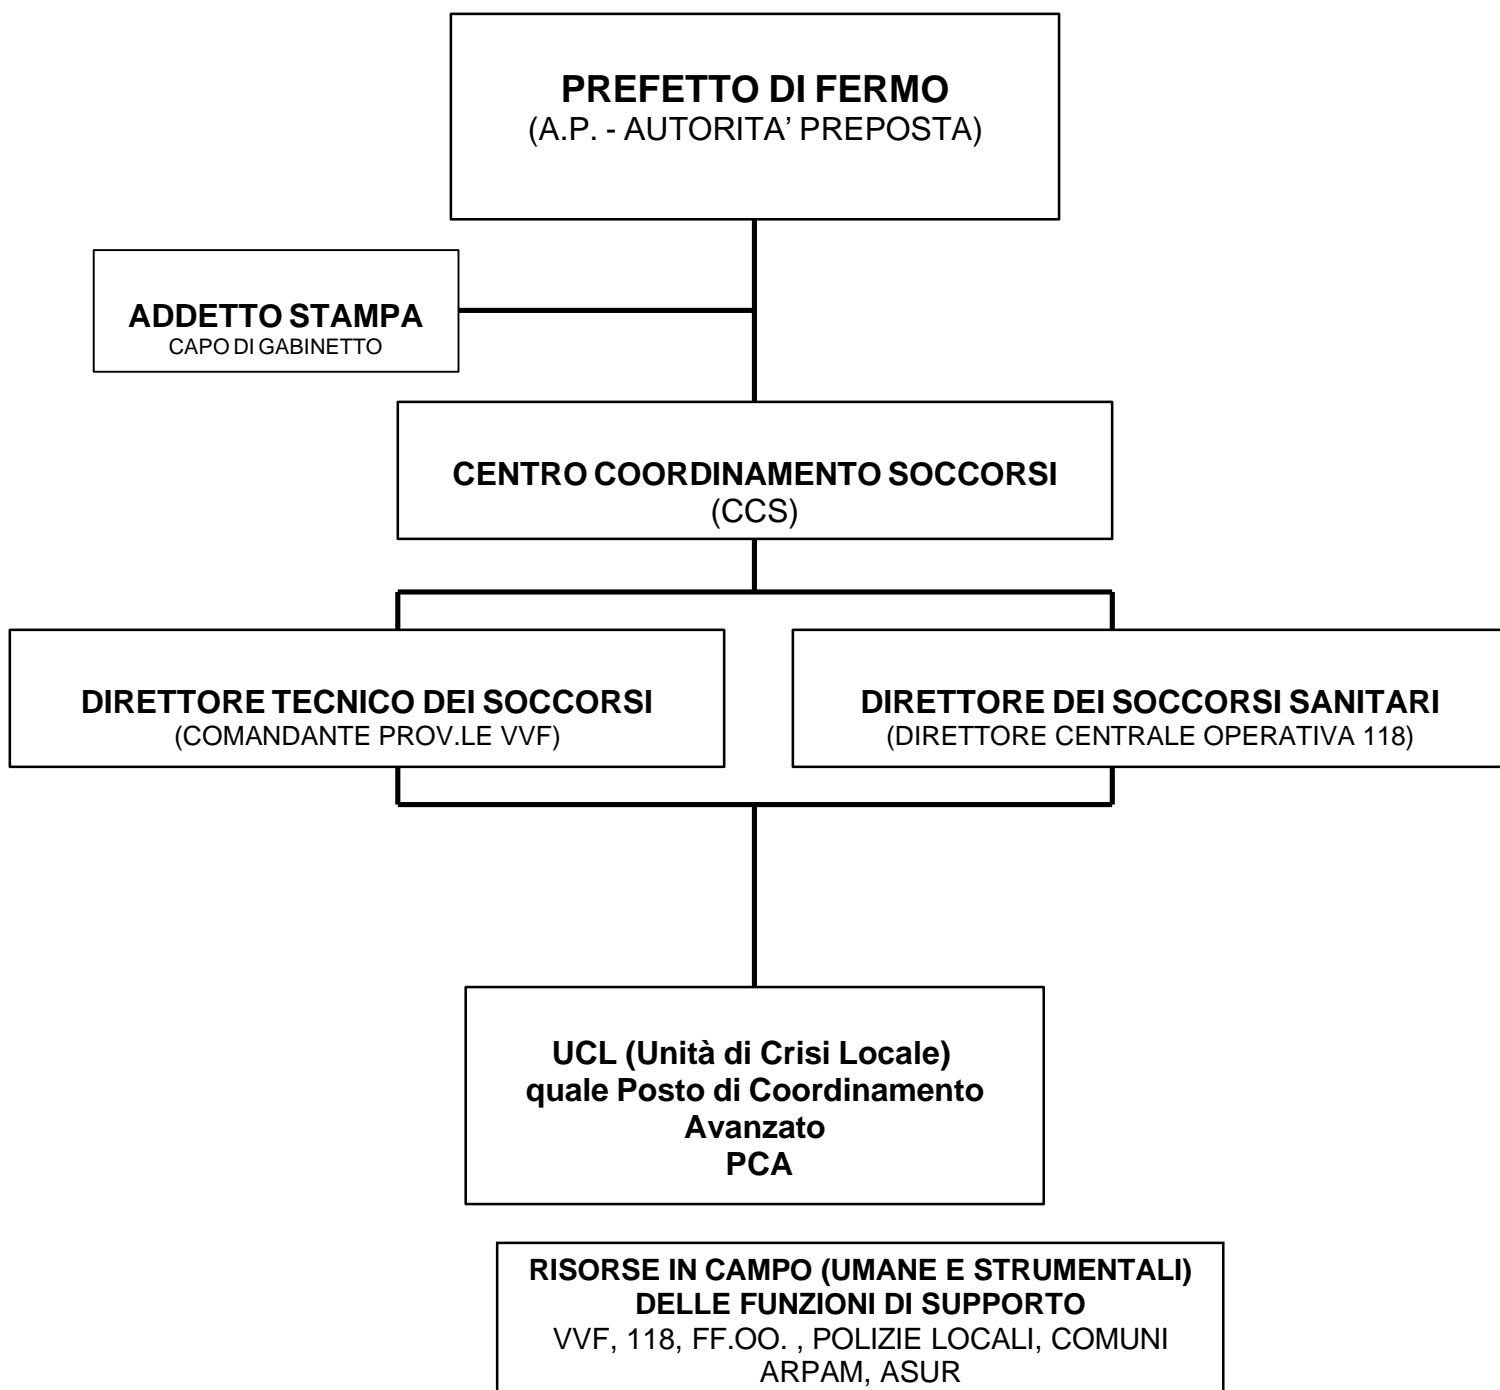 PREFETTO DI FERMO
(A.P. - AUTORITA’ PREPOSTA)
ADDETTO STAMPA
CAPO DI GABINETTO
CENTRO COORDINAMENTO SOCCORSI
(CCS)
DIRETTORE TECNICO DEI SOCCORSI
(COMANDANTE PROV.LE VVF)
DIRETTORE DEI SOCCORSI SANITARI
(DIRETTORE CENTRALE OPERATIVA 118)
UCL (Unità di Crisi Locale)
quale Posto di Coordinamento
Avanzato
PCA
RISORSE IN CAMPO (UMANE E STRUMENTALI)
DELLE FUNZIONI DI SUPPORTO
VVF, 118, FF.OO. , POLIZIE LOCALI, COMUNI
ARPAM, ASUR